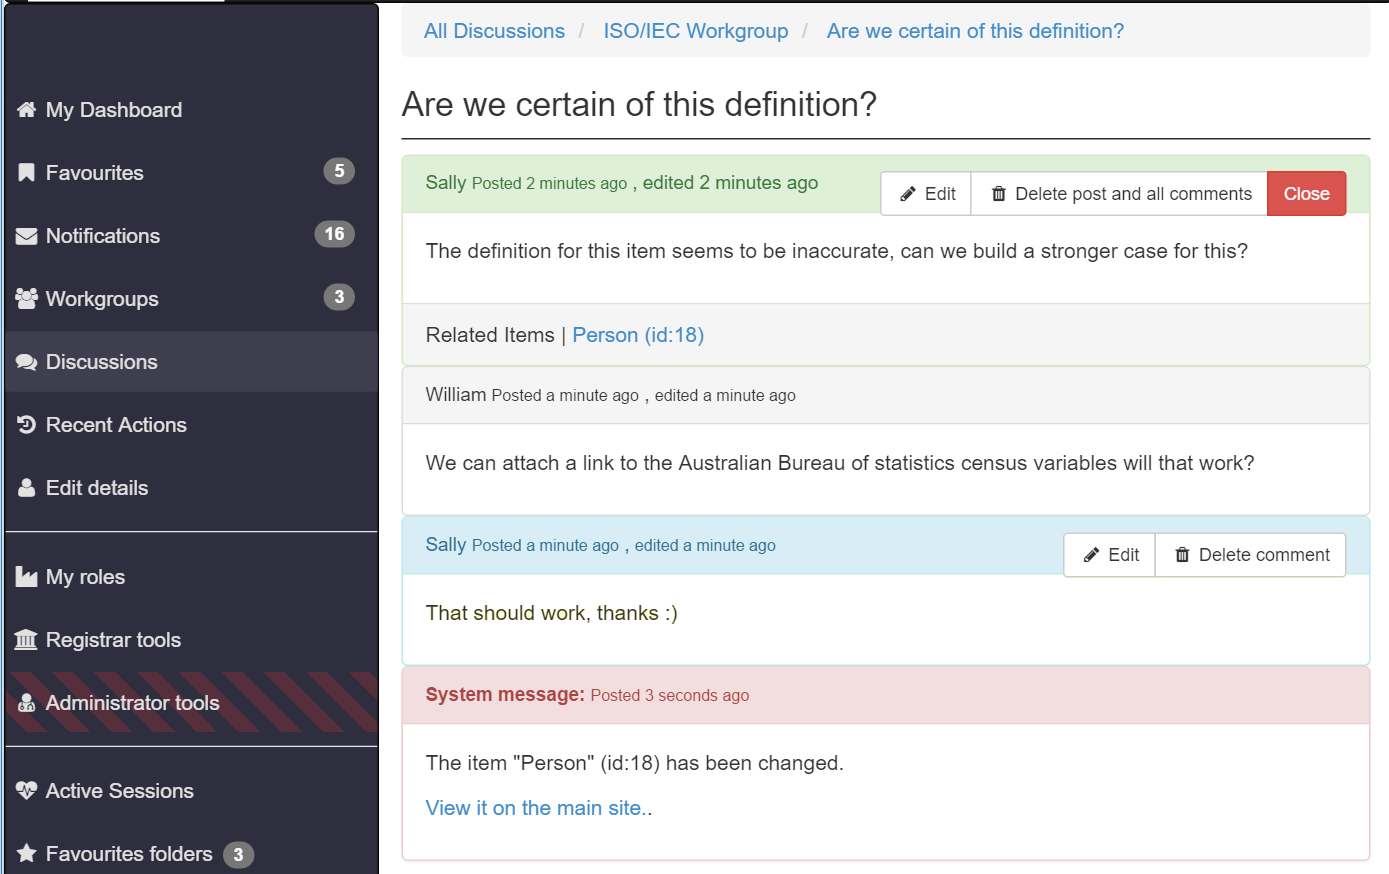 All Discussions / ISO/IEC Workgroup / Are we certain of this definition?
My Dashboard
Favourites 5
Notifications 16
Workgroups 3
Discussions
Recent Actions
Edit details
My roles
Registrar tools
Administrator tools
Active Sessions
Favourites folders 3
Are we certain of this definition?
Sally Posted 2 minutes ago , edited 2 minutes ago
Edit Delete post and all comments Close
The definition for this item seems to be inaccurate, can we build a stronger case for this?
Related Items | Person (id:18)
William Posted a minute ago , edited a minute ago
We can attach a link to the Australian Bureau of statistics census variables will that work?
Sally Posted a minute ago , edited a minute ago
Edit Delete comment
That should work, thanks :)
System message: Posted 3 seconds ago
The item "Person" (id:18) has been changed.
View it on the main site..